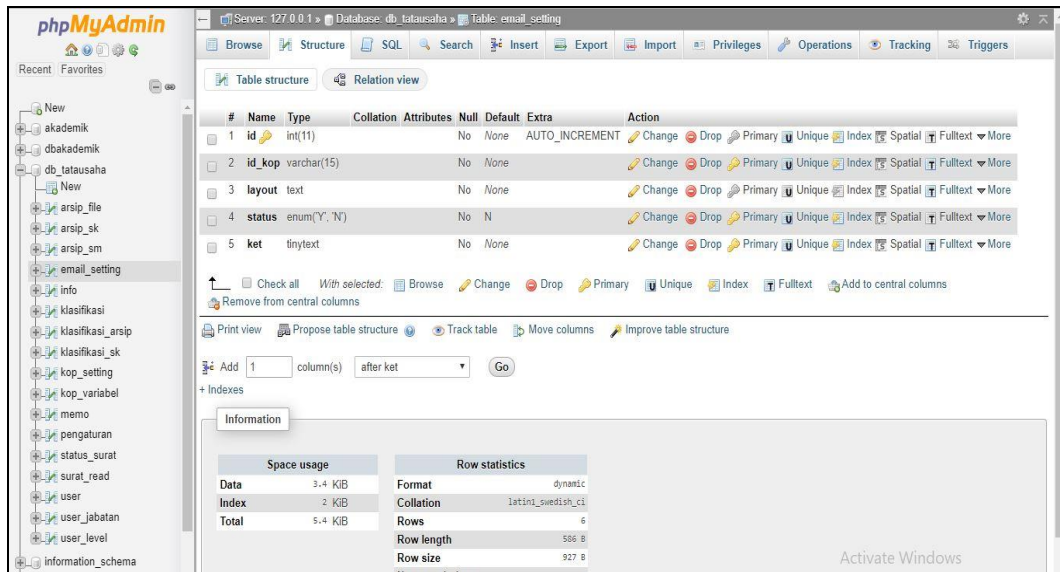 phpMyAdmin
Recent Favorites
New
akademik
dbakademik
db_tatausaha
New
arsip_file
arsip_sk
arsip_sm
email_setting
info
klasifikasi
klasifikasi_arsip
klasifikasi_sk
kop_setting
kop_variabel
memo
pengaturan
status_surat
surat_read
user
user_jabatan
user_level
information_schema
Server: 127.0.0.1 » Database: db_tatausaha » Table: email_setting
Browse Structure SQL Search Insert Export Import Privileges Operations Tracking Triggers
Table structure Relation view
# Name Type Collation Attributes Null Default Extra Action
1 id int(11) No None AUTO_INCREMENT Change Drop Primary Unique Index Spatial Fulltext More
2 id_kop varchar(15) No None Change Drop Primary Unique Index Spatial Fulltext More
3 layout text No None Change Drop Primary Unique Index Spatial Fulltext More
4 status enum('Y', 'N') No N Change Drop Primary Unique Index Spatial Fulltext More
5 ket tinytext No None Change Drop Primary Unique Index Spatial Fulltext More
Check all With selected: Browse Change Drop Primary Unique Index Fulltext Add to central columns
Remove from central columns
Print view Propose table structure Track table Move columns Improve table structure
Add 1 column(s) after ket Go
+ Indexes
Information
Space usage
Data 3.4 KiB
Index 2 KiB
Total 5.4 KiB
Row statistics
Format dynamic
Collation latin1_swedish_ci
Rows 6
Row length 586 B
Row size 927 B
Activate Windows